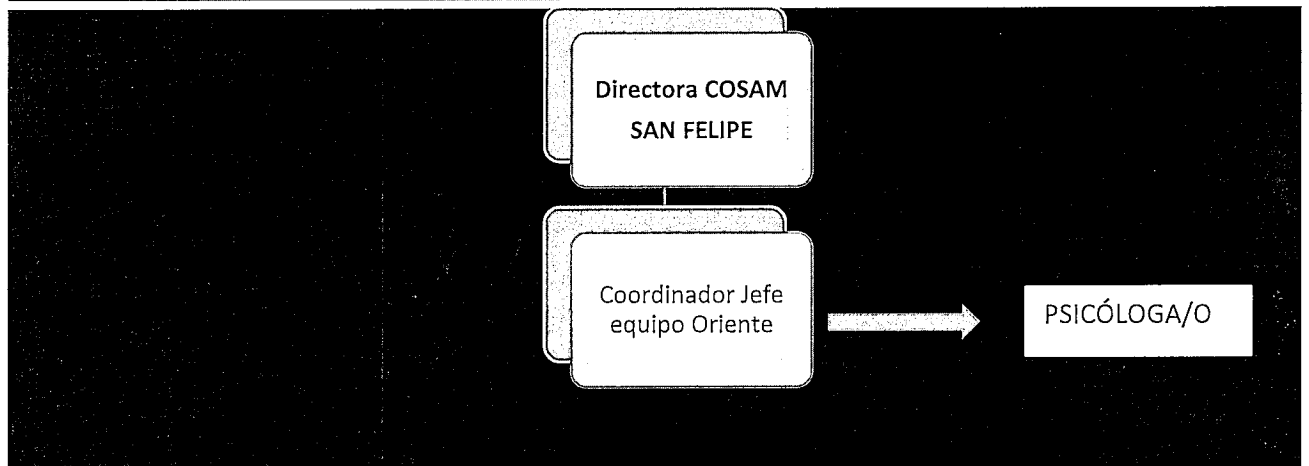 Directora COSAM
SAN FELIPE
Coordinador Jefe
equipo Oriente
PSICÓLOGA/O